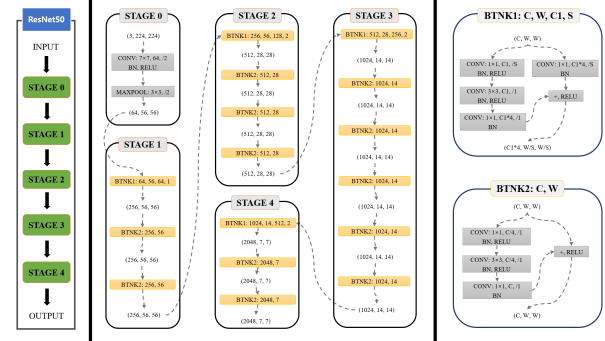 ResNet50
INPUT
STAGE 0
STAGE 1
STAGE 2
STAGE 3
STAGE 4
OUTPUT
STAGE 0
(3, 224, 224)
CONV: 7×7, 64, /2
BN, RELU
MAXPOOL: 3×3, /2
(64, 56, 56)
STAGE 1
BTNK1: 64, 56, 64, 1
(256, 56, 56)
BTNK2: 256, 56
(256, 56, 56)
BTNK2: 256, 56
(256, 56, 56)
STAGE 2
BTNK1: 256, 56, 128, 2
(512, 28, 28)
BTNK2: 512, 28
(512, 28, 28)
BTNK2: 512, 28
(512, 28, 28)
BTNK2: 512, 28
(512, 28, 28)
STAGE 4
BTNK1: 1024, 14, 512, 2
(2048, 7, 7)
BTNK2: 2048, 7
(2048, 7, 7)
BTNK2: 2048, 7
(2048, 7, 7)
STAGE 3
BTNK1: 512, 28, 256, 2
(1024, 14, 14)
BTNK2: 1024, 14
(1024, 14, 14)
BTNK2: 1024, 14
(1024, 14, 14)
BTNK2: 1024, 14
(1024, 14, 14)
BTNK2: 1024, 14
(1024, 14, 14)
BTNK2: 1024, 14
(1024, 14, 14)
BTNK1: C, W, C1, S
(C, W, W)
CONV: 1×1, C1, /S
BN, RELU
CONV: 3×3, C1, /1
BN, RELU
CONV: 1×1, C1*4, /1
BN
CONV: 1×1, C1*4, /S
BN
+, RELU
(C1*4, W/S, W/S)
BTNK2: C, W
(C, W, W)
CONV: 1×1, C/4, /1
BN, RELU
CONV: 3×3, C/4, /1
BN, RELU
CONV: 1×1, C, /1
BN
+, RELU
(C, W, W)